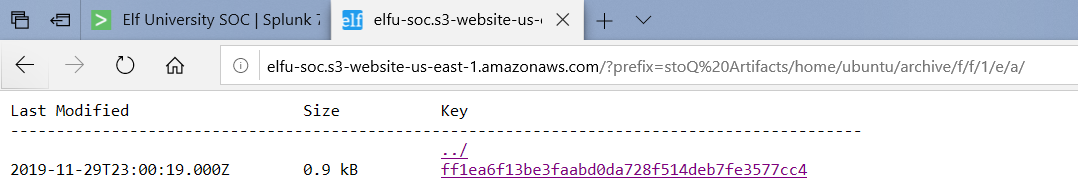 Elf University SOC | Splunk 7
elf elfu-soc.s3-website-us-e
elfu-soc.s3-website-us-east-1.amazonaws.com/?prefix=stoQ%20Artifacts/home/ubuntu/archive/f/f/1/e/a/
Last Modified Size Key
--------------------------------------------------------------------------------------------
../
2019-11-29T23:00:19.000Z 0.9 kB ff1ea6f13be3faabd0da728f514deb7fe3577cc4